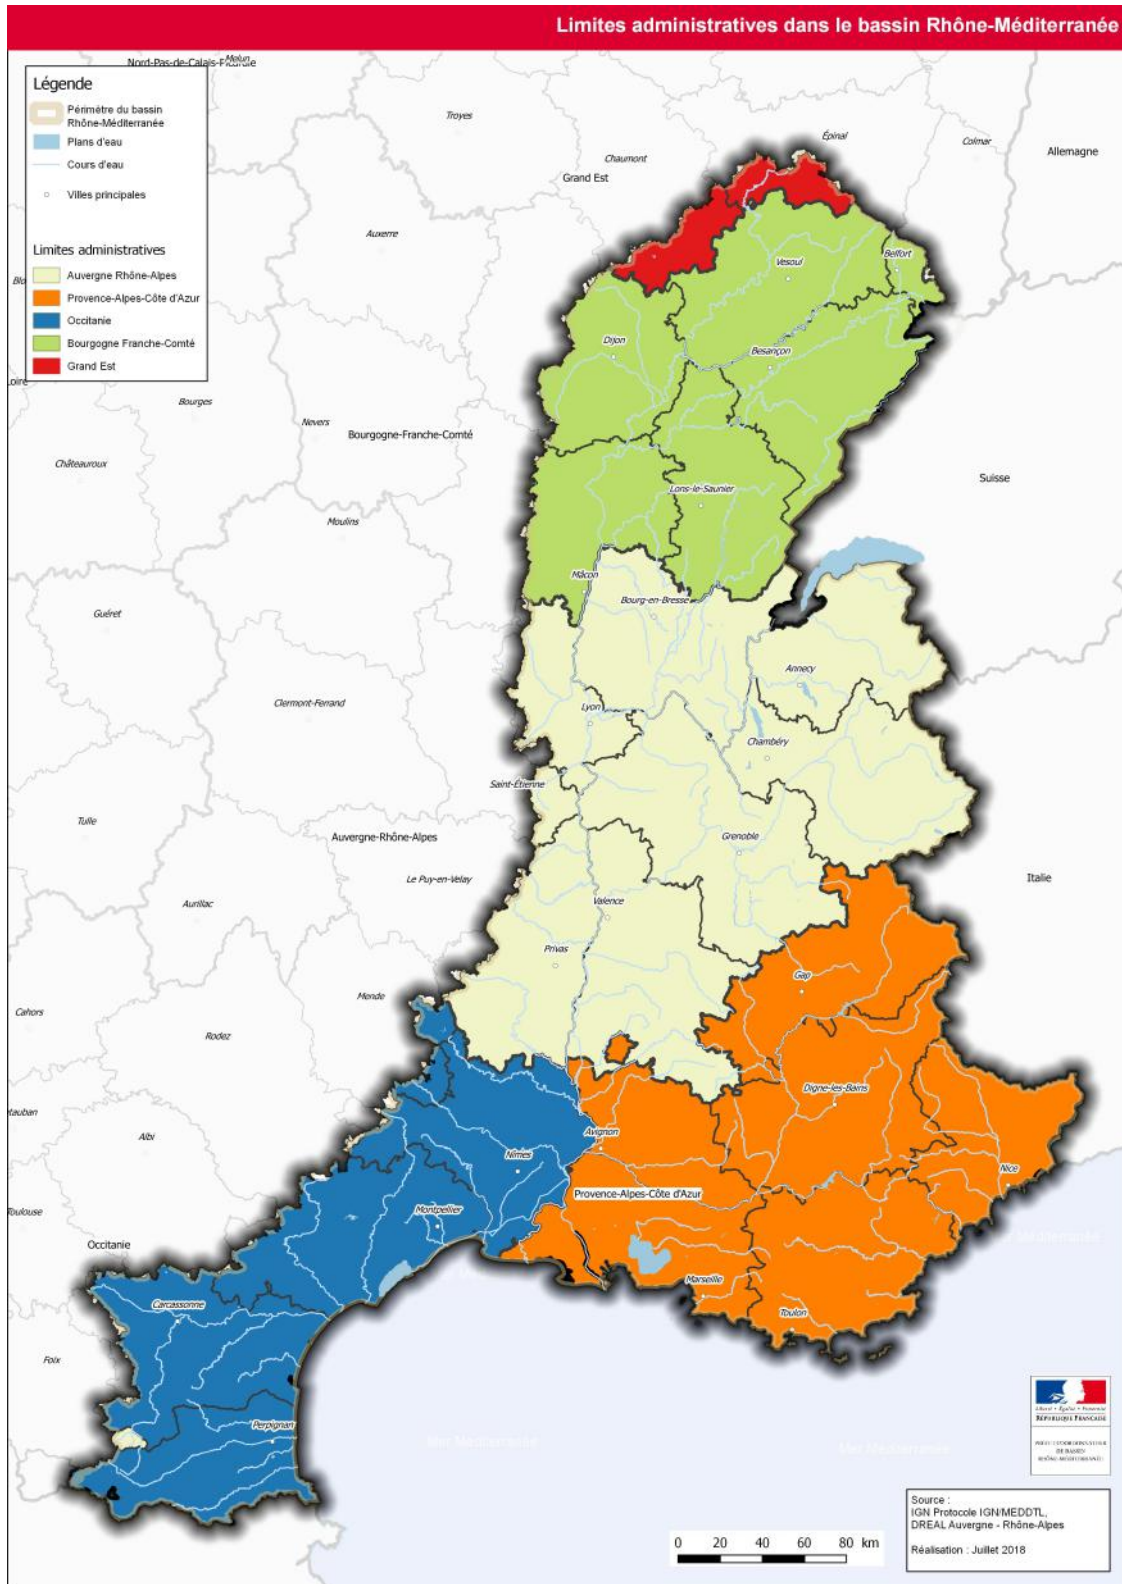 Limites administratives dans le bassin Rhône-Méditerranée
Légende
Périmètre du bassin
Rhône-Méditerranée
Plans d'eau
Cours d'eau
Villes principales
Limites administratives
Auvergne Rhône-Alpes
Provence-Alpes-Côte d'Azur
Occitanie
Bourgogne Franche-Comté
Grand Est
Melun
Troyes
Épinal
Colmar
Allemagne
Chaumont
Grand Est
Auxerre
Vesoul
Belfort
Dijon
Besançon
Bourges
Nevers
Bourgogne-Franche-Comté
Châteauroux
Suisse
Lons-le-Saunier
Moulins
Mâcon
Bourg-en-Bresse
Guéret
Annecy
Clermont-Ferrand
Lyon
Chambéry
Saint-Étienne
Tulle
Auvergne-Rhône-Alpes
Grenoble
Le Puy-en-Velay
Italie
Aurillac
Valence
Privas
Gap
Mende
Cahors
Rodez
Digne-les-Bains
Albi
Avignon
Nîmes
Nice
Provence-Alpes-Côte d'Azur
Toulouse
Montpellier
Occitanie
Marseille
Carcassonne
Toulon
Foix
Perpignan
Mer Méditerranée
Mer Méditerranée
Liberté • Égalité • Fraternité
RÉPUBLIQUE FRANÇAISE
Source :
IGN Protocole IGN/MEDDTL,
DREAL Auvergne - Rhône-Alpes
Réalisation : Juillet 2018
0 20 40 60 80 km